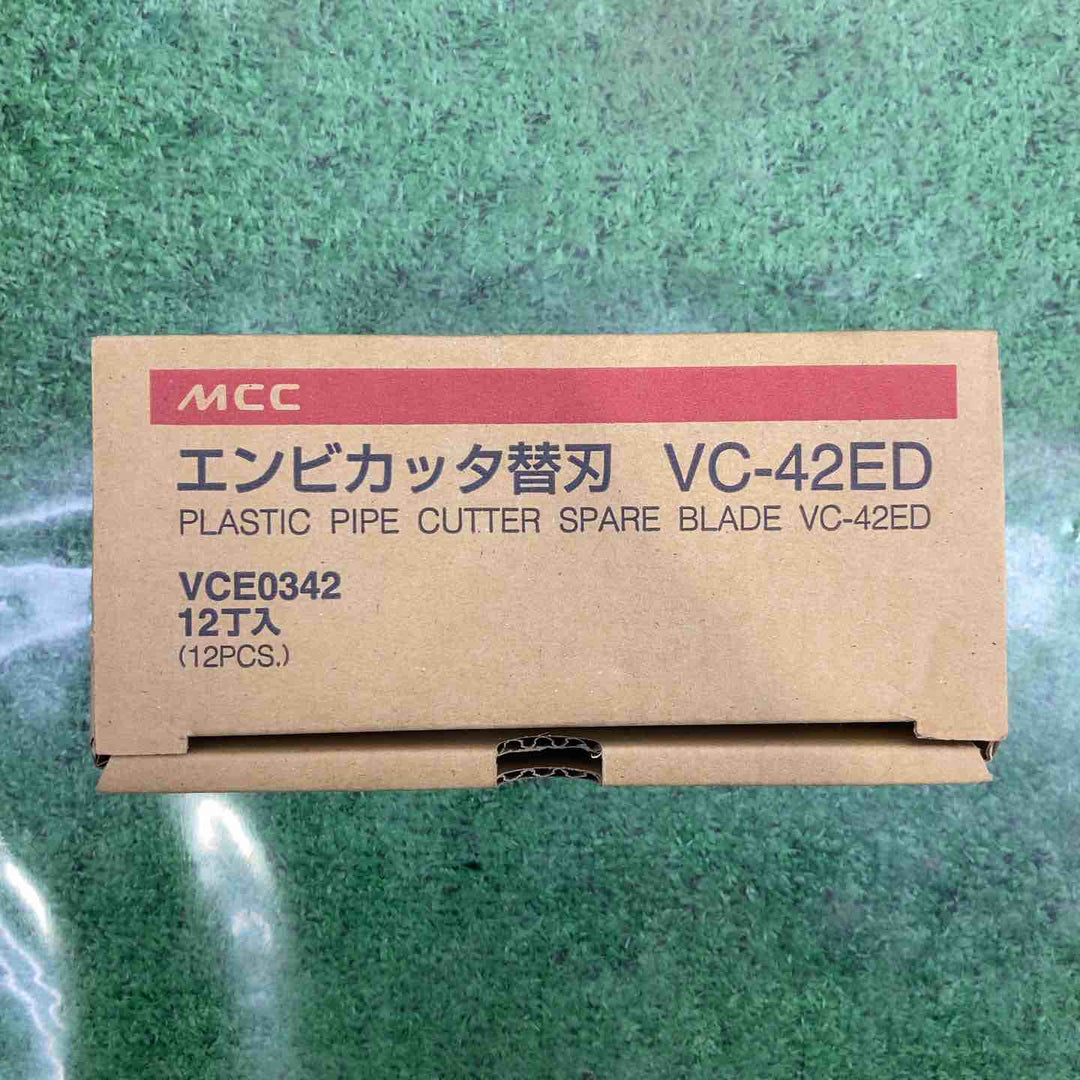 MCC
エンビカッタ替刃 VC-42ED
PLASTIC PIPE CUTTER SPARE BLADE VC-42ED
VCE0342
12丁入
(12PCS.)